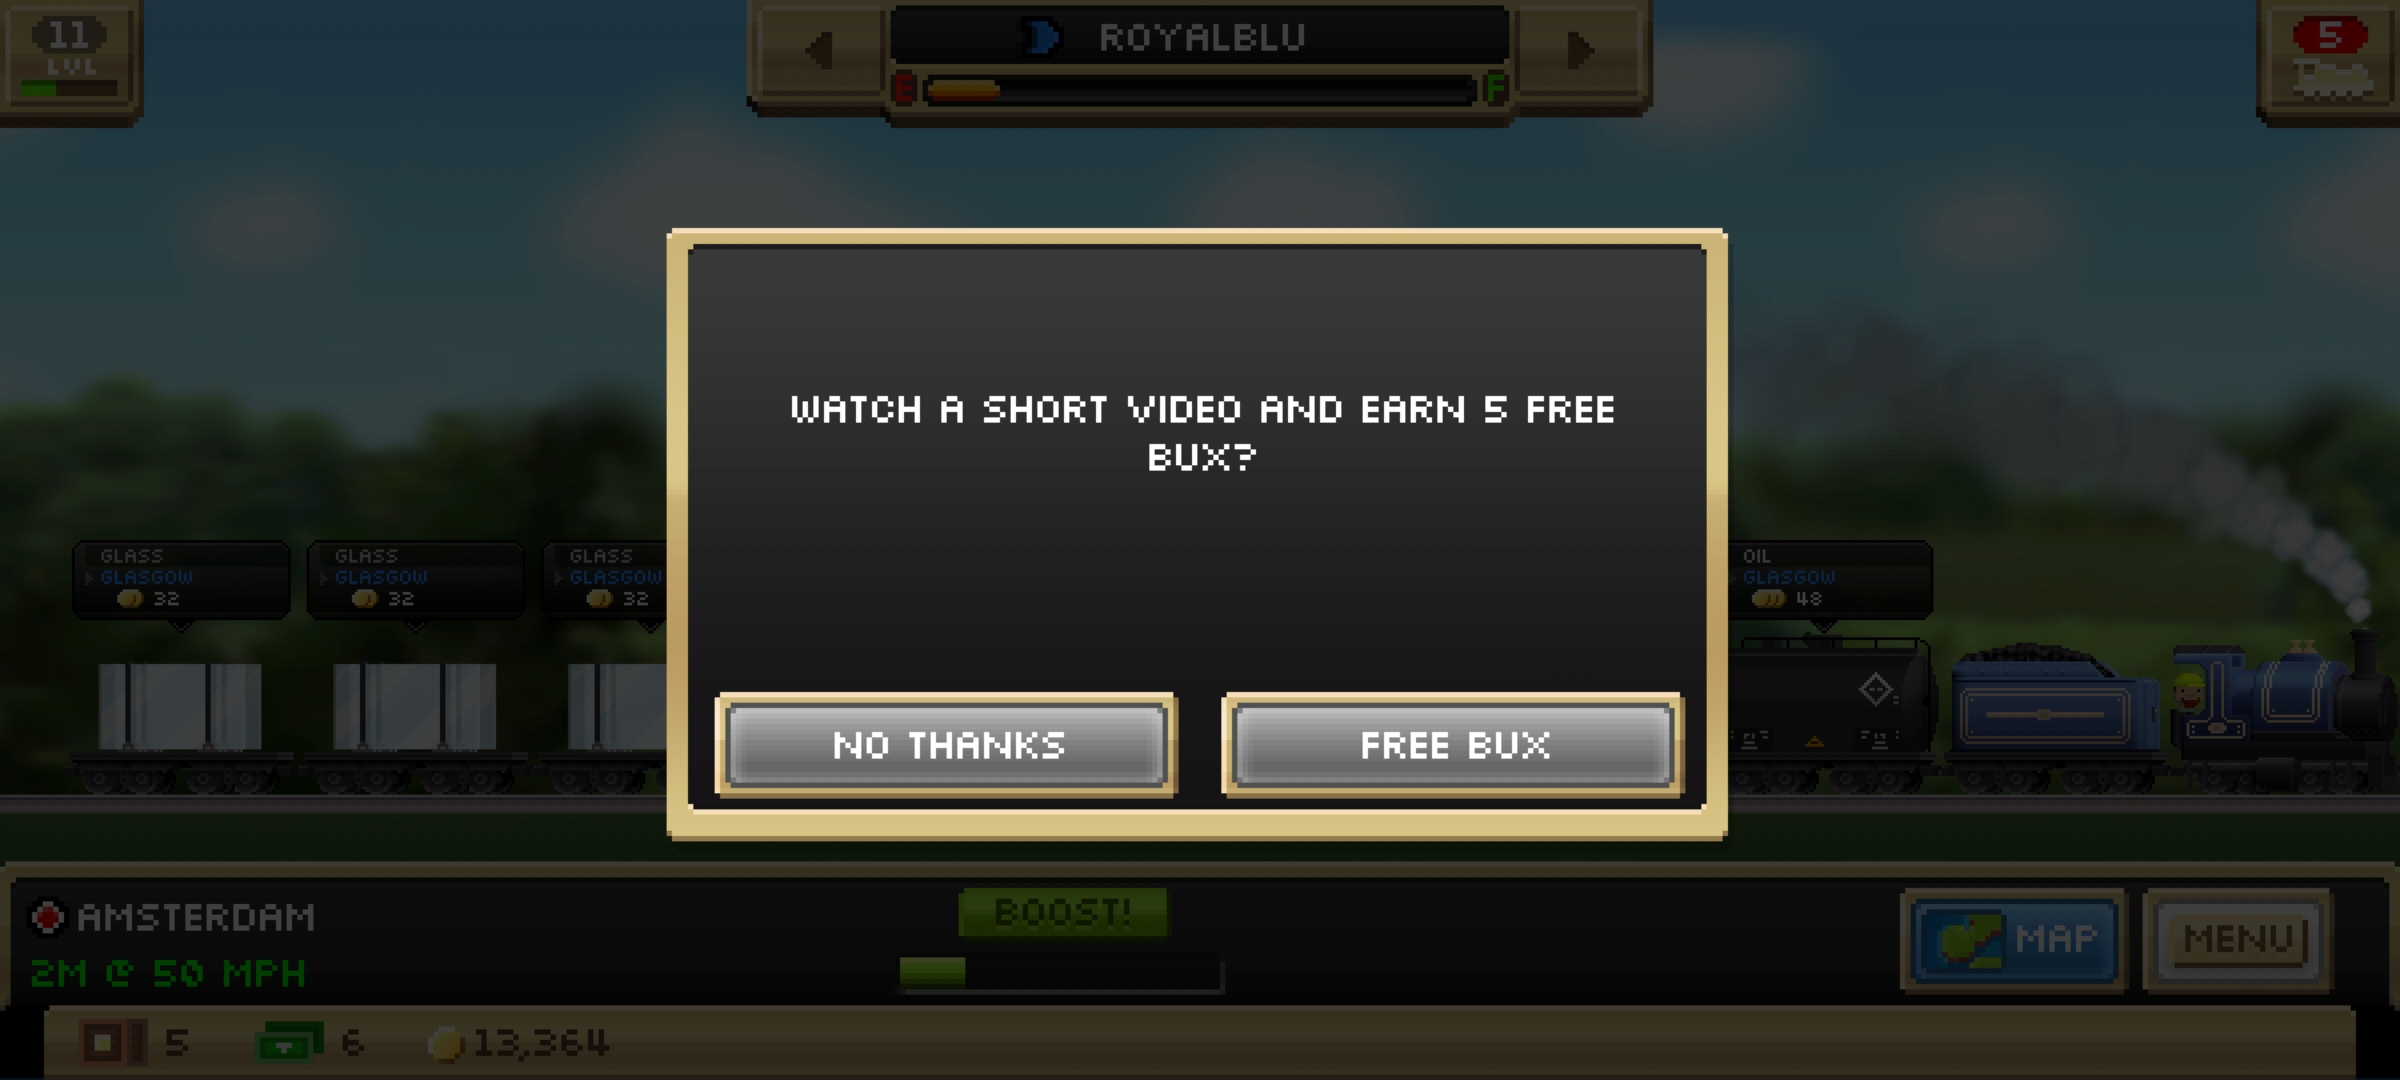 11
LVL
ROYALBLU
E
F
5
WATCH A SHORT VIDEO AND EARN 5 FREE
BUX?
GLASS
GLASGOW
32
GLASS
GLASGOW
32
GLASS
GLASGOW
32
OIL
GLASGOW
48
NO THANKS
FREE BUX
AMSTERDAM
2M @ 50 MPH
BOOST!
MAP
MENU
5
6
13,364